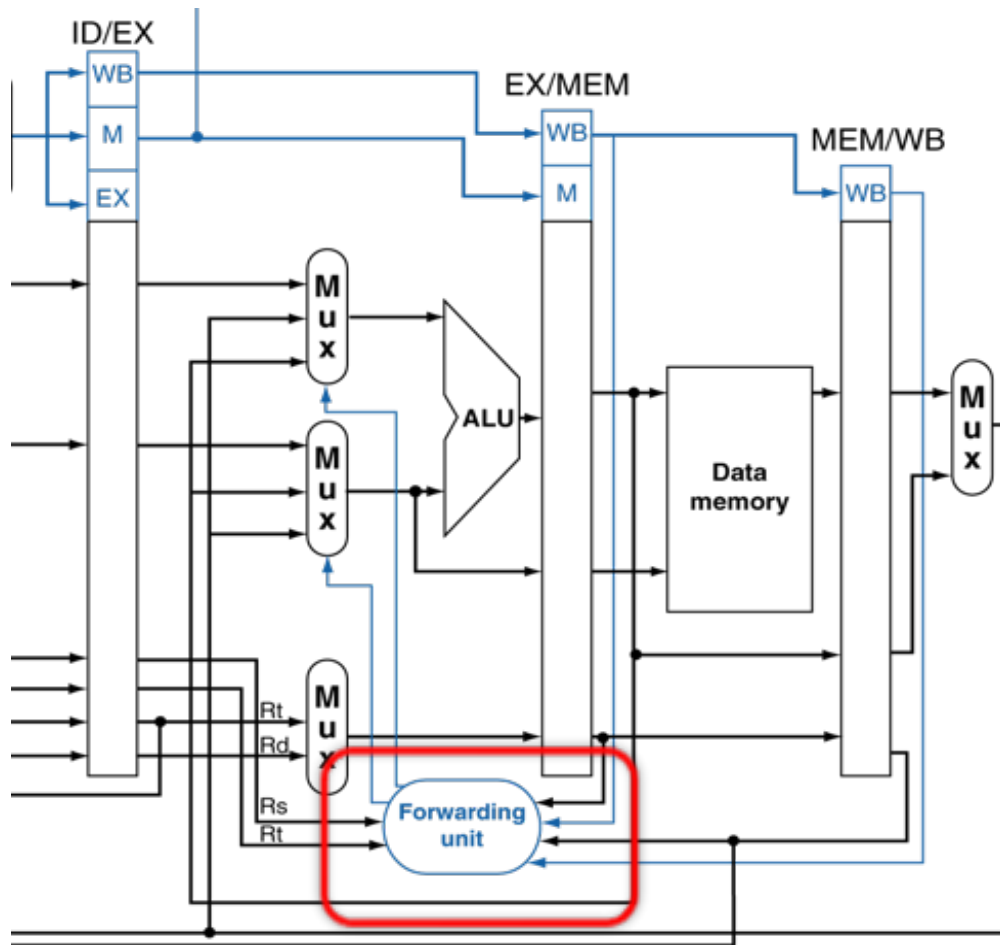 ID/EX
WB
M
EX
EX/MEM
WB
M
MEM/WB
WB
Mux
Mux
ALU
Data
memory
Mux
Rt
Rd
Mux
Rs
Rt
Forwarding
unit